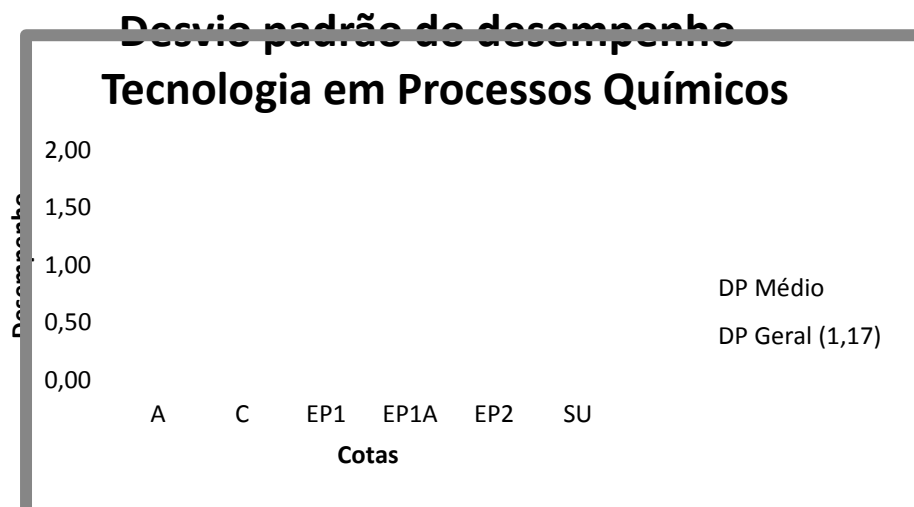 Desvio padrão do desempenho
Tecnologia em Processos Químicos
2,00
1,50
1,00
0,50
0,00
Desempenho
DP Médio
DP Geral (1,17)
A C EP1 EP1A EP2 SU
Cotas